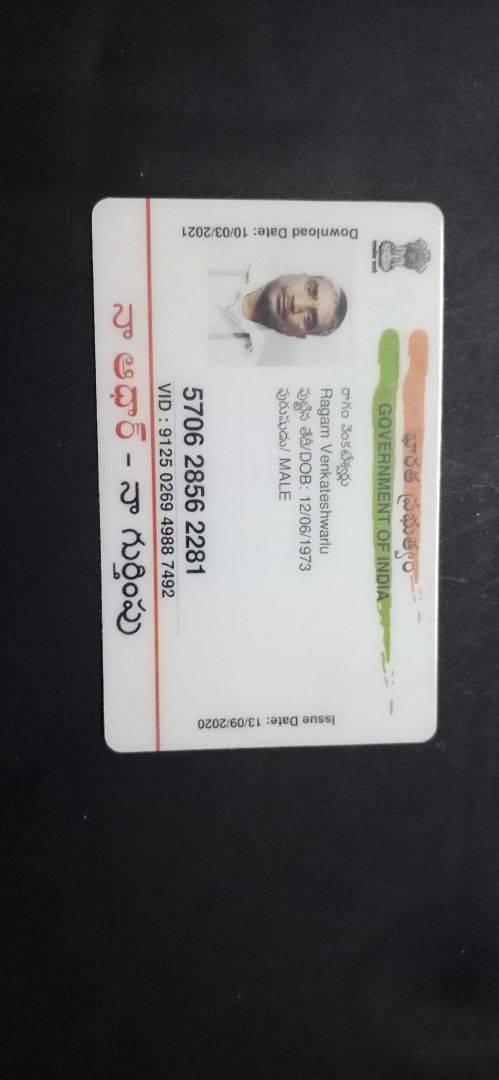 భారత ప్రభుత్వం
GOVERNMENT OF INDIA
Download Date: 10/03/2021
రాగం వెంకటేశ్వర్లు
Ragam Venkateshwarlu
పుట్టిన తేదీ/DOB: 12/06/1973
పురుషుడు/ MALE
Issue Date: 13/09/2020
5706 2856 2281
VID : 9125 0269 4988 7492
నా ఆధార్ - నా గుర్తింపు